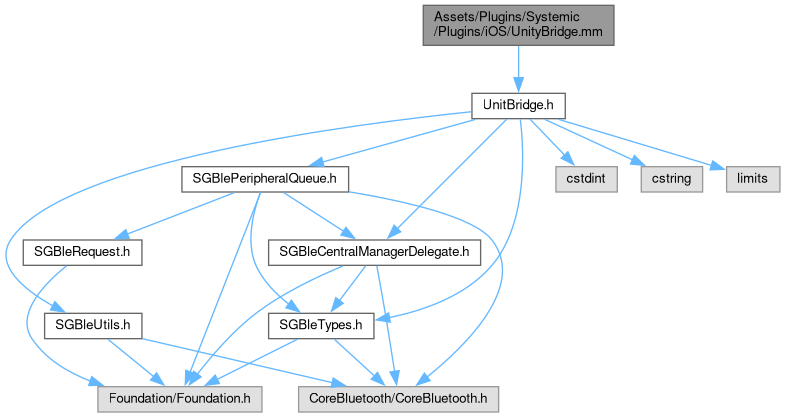 Assets/Plugins/Systemic
/Plugins/iOS/UnityBridge.mm
UnitBridge.h
SGBlePeripheralQueue.h
cstdint
cstring
limits
SGBleRequest.h
SGBleCentralManagerDelegate.h
SGBleUtils.h
SGBleTypes.h
Foundation/Foundation.h
CoreBluetooth/CoreBluetooth.h